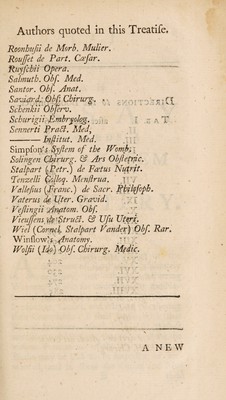 Authors quoted in this Treatise.
Roonhusii de Morb. Mulier.
Rousset de Part. Cæsar.
Ruyschii Opera.
Salmuth. Obs. Med.
Santor. Obs. Anat.
Saviard. Obs. Chirurg.
Schenkii Observ.
Schurigii Embryolog.
Sennerti Pract. Med.
——— Institut. Med.
Simpson's System of the Womb.
Solingen Chirurg. & Ars Obstetric.
Stalpart (Petr.) de Fœtus Nutrit.
Tenzelli Colloq. Menstrua.
Vallesius (Franc.) de Sacr. Philosoph.
Vaterus de Uter. Gravid.
Veslingii Anatom. Obs.
Vieussens de Struct. & Usu Uteri.
Wiel (Cornel. Stalpart Vander) Obs. Rar.
Winslow's Anatomy.
Wolfii (Ido) Obs. Chirurg. Medic.
A NEW